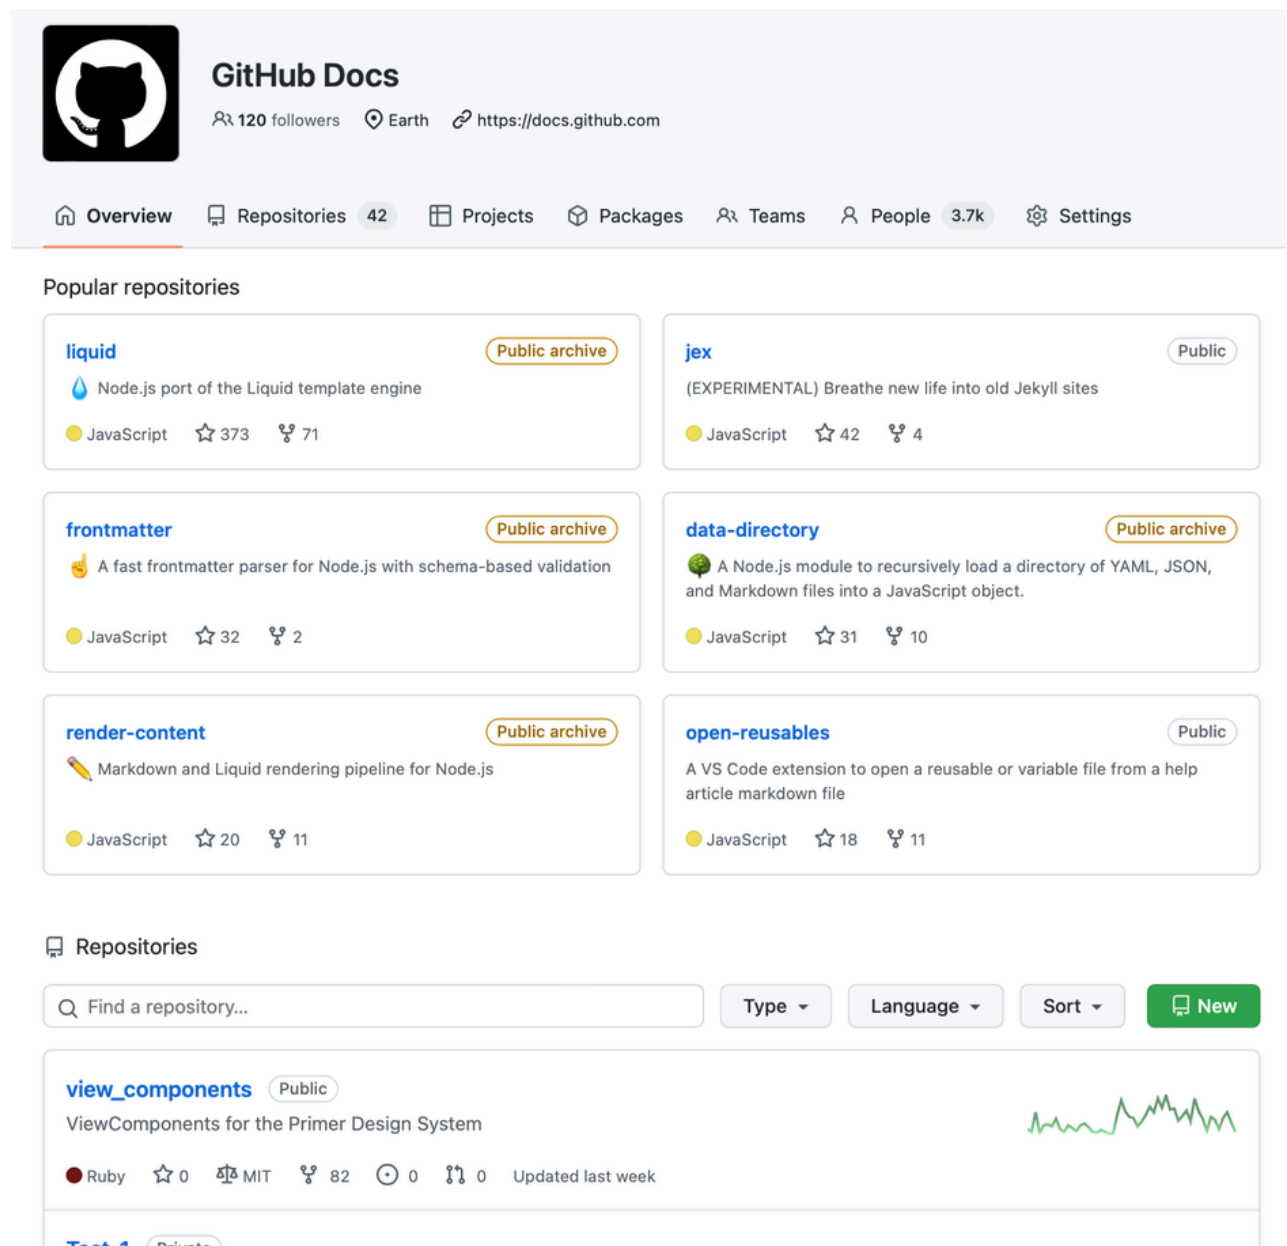 GitHub Docs
120 followers Earth https://docs.github.com
Overview Repositories 42 Projects Packages Teams People 3.7k Settings
Popular repositories
liquid Public archive
Node.js port of the Liquid template engine
JavaScript 373 71
jex Public
(EXPERIMENTAL) Breathe new life into old Jekyll sites
JavaScript 42 4
frontmatter Public archive
A fast frontmatter parser for Node.js with schema-based validation
JavaScript 32 2
data-directory Public archive
A Node.js module to recursively load a directory of YAML, JSON,
and Markdown files into a JavaScript object.
JavaScript 31 10
render-content Public archive
Markdown and Liquid rendering pipeline for Node.js
JavaScript 20 11
open-reusables Public
A VS Code extension to open a reusable or variable file from a help
article markdown file
JavaScript 18 11
Repositories
Find a repository... Type Language Sort New
view_components Public
ViewComponents for the Primer Design System
Ruby 0 MIT 82 0 0 Updated last week
Test-1 Private